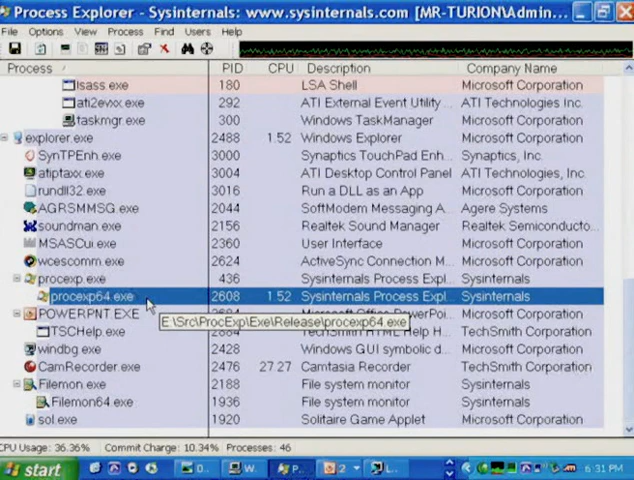 Process Explorer - Sysinternals: www.sysinternals.com [MR-TURION\Admin...
File Options View Process Find Users Help
Process PID CPU Description Company Name
lsass.exe 180 LSA Shell Microsoft Corporation
ati2evxx.exe 292 ATI External Event Utility ... ATI Technologies Inc.
taskmgr.exe 300 Windows TaskManager Microsoft Corporation
explorer.exe 2488 1.52 Windows Explorer Microsoft Corporation
SynTPEnh.exe 3000 Synaptics TouchPad Enh... Synaptics, Inc.
atiptaxx.exe 3004 ATI Desktop Control Panel ATI Technologies, Inc.
rundll32.exe 3016 Run a DLL as an App Microsoft Corporation
AGRSMMSG.exe 2044 SoftModem Messaging A... Agere Systems
soundman.exe 2156 Realtek Sound Manager Realtek Semiconductor...
MSASCui.exe 2360 User Interface Microsoft Corporation
wcescomm.exe 2624 ActiveSync Connection M... Microsoft Corporation
procexp.exe 436 Sysinternals Process Expl... Sysinternals
procexp64.exe 2608 1.52 Sysinternals Process Expl... Sysinternals
POWERPNT.EXE Microsoft Corporation
E:\Src\ProcExp\Exe\Release\procexp64.exe
TSCHelp.exe TechSmith Corporation
windbg.exe 2428 Windows GUI symbolic d... Microsoft Corporation
CamRecorder.exe 2476 27.27 Camtasia Recorder TechSmith Corporation
Filemon.exe 2188 File system monitor Sysinternals
Filemon64.exe 1936 File system monitor Sysinternals
sol.exe 1920 Solitaire Game Applet Microsoft Corporation
CPU Usage: 36.36% Commit Charge: 10.34% Processes: 46
start 0... W. P... 2 L... 6:31 PM